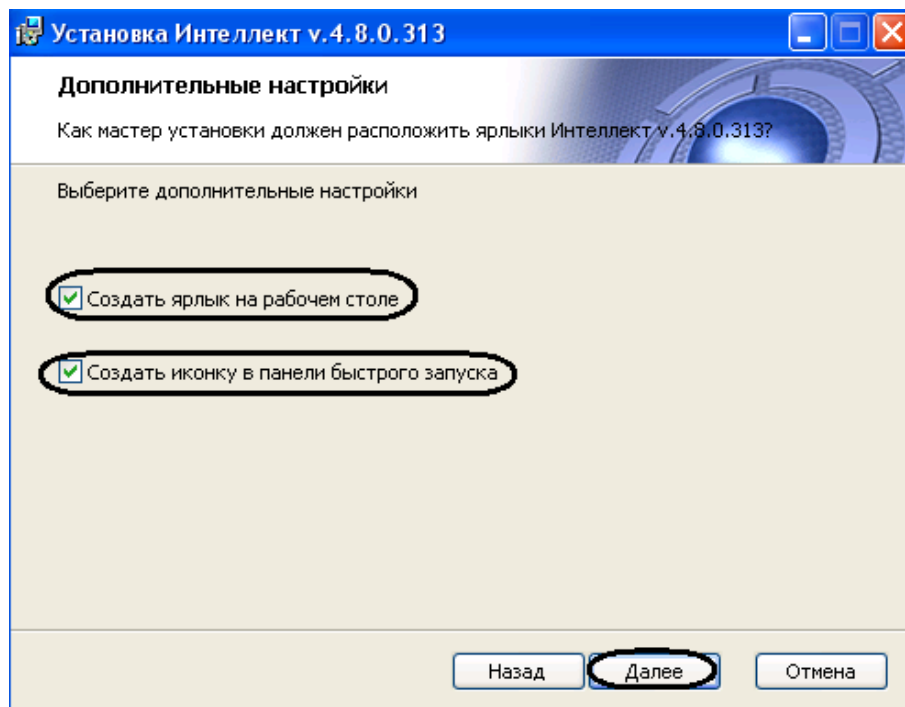 Установка Интеллект v.4.8.0.313
Дополнительные настройки
Как мастер установки должен расположить ярлыки Интеллект v.4.8.0.313?
Выберите дополнительные настройки
Создать ярлык на рабочем столе
Создать иконку в панели быстрого запуска
Назад Далее Отмена